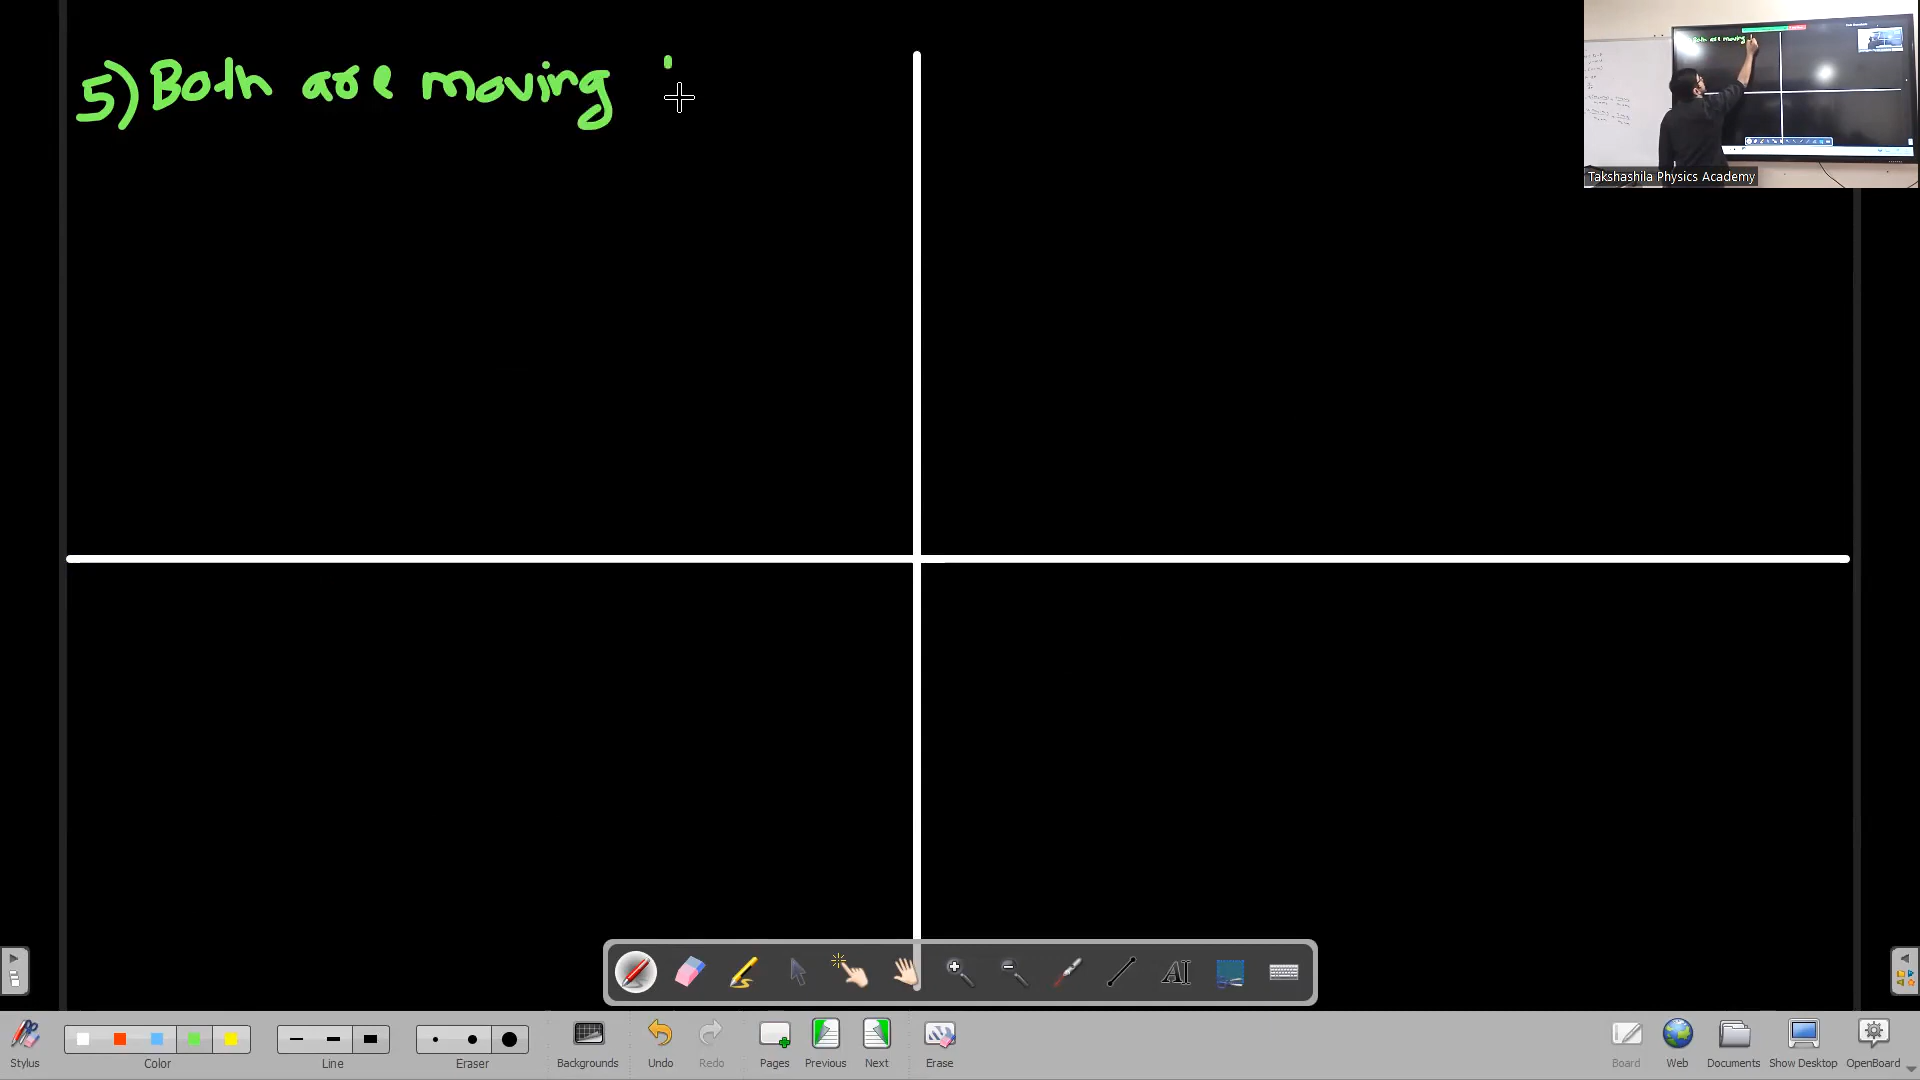 5) Both are moving
Takshashila Physics Academy
Stylus
Color
Line
Eraser
Backgrounds
Undo
Redo
Pages
Previous
Next
Erase
Board
Web
Documents
Show Desktop
OpenBoard
AI